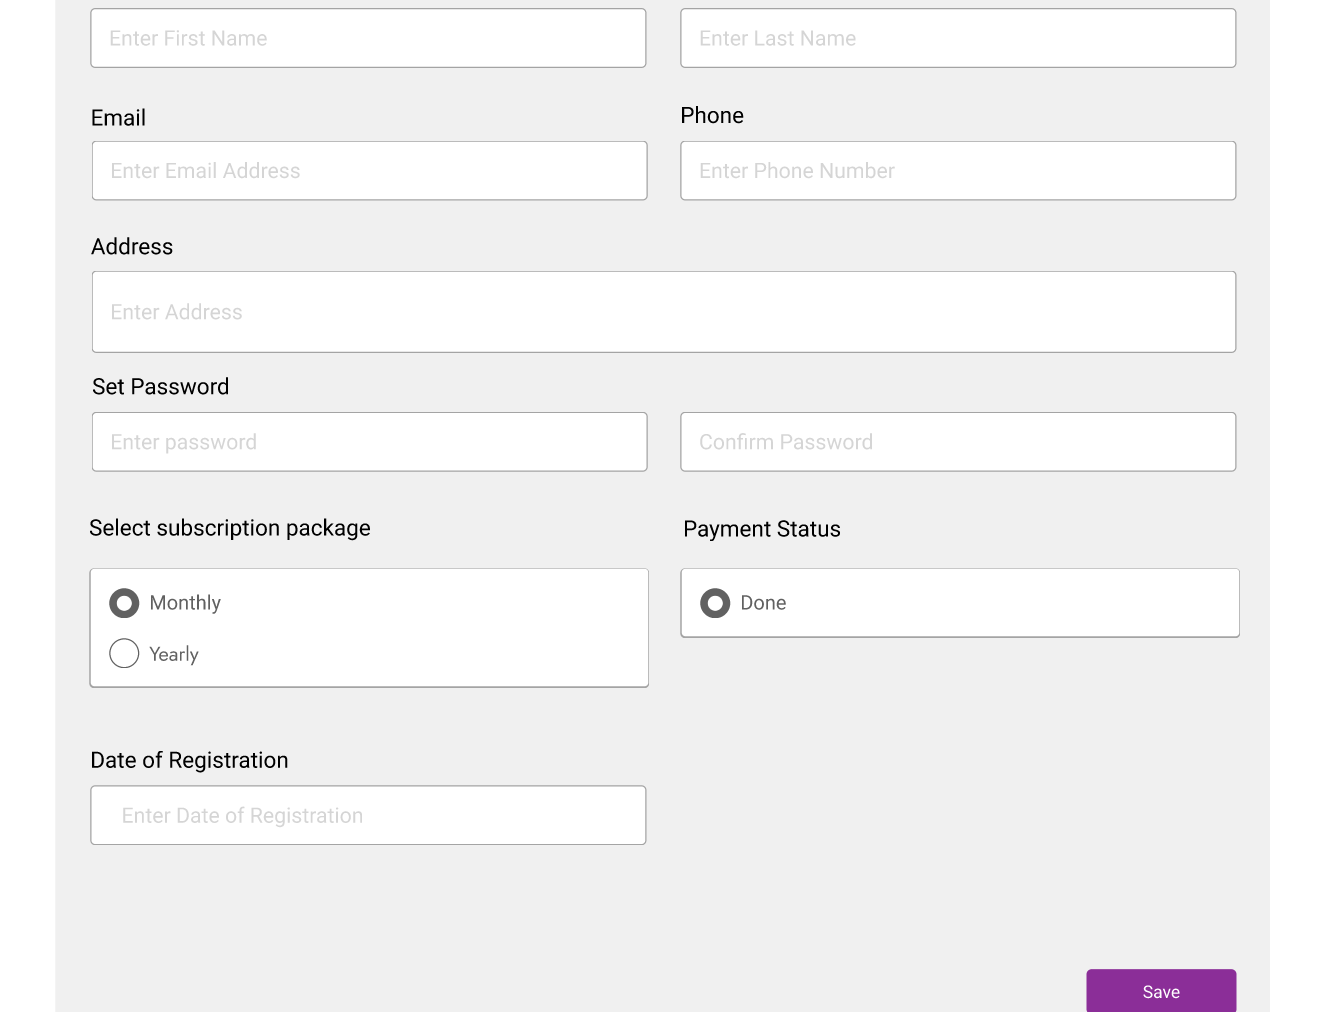 Enter First Name
Enter Last Name
Email
Phone
Enter Email Address
Enter Phone Number
Address
Enter Address
Set Password
Enter password
Confirm Password
Select subscription package
Payment Status
Monthly
Done
Yearly
Date of Registration
Enter Date of Registration
Save